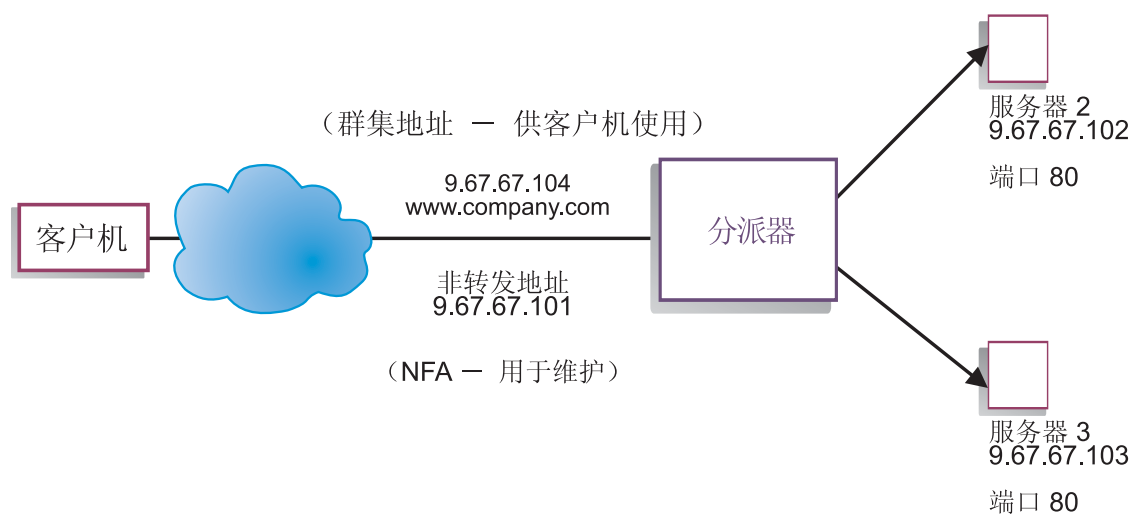 （群集地址 － 供客户机使用）
9.67.67.104
www.company.com
客户机
分派器
非转发地址
9.67.67.101
（NFA － 用于维护）
服务器 2
9.67.67.102
端口 80
服务器 3
9.67.67.103
端口 80